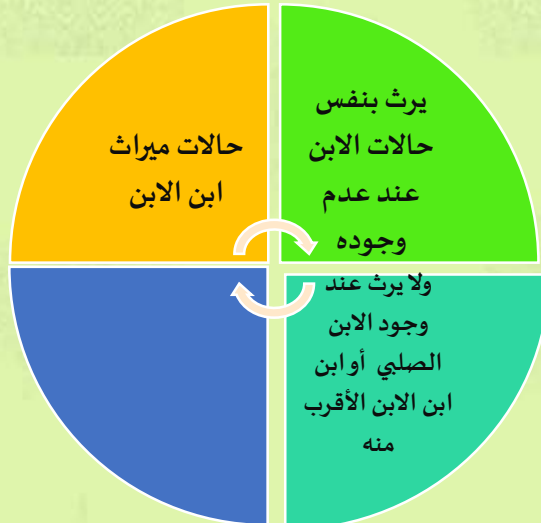 حالات ميراث
ابن الابن
يرث بنفس
حالات الابن
عند عدم
وجوده
ولا يرث عند
وجود الابن
الصلبي أو ابن
ابن الابن الأقرب
منه